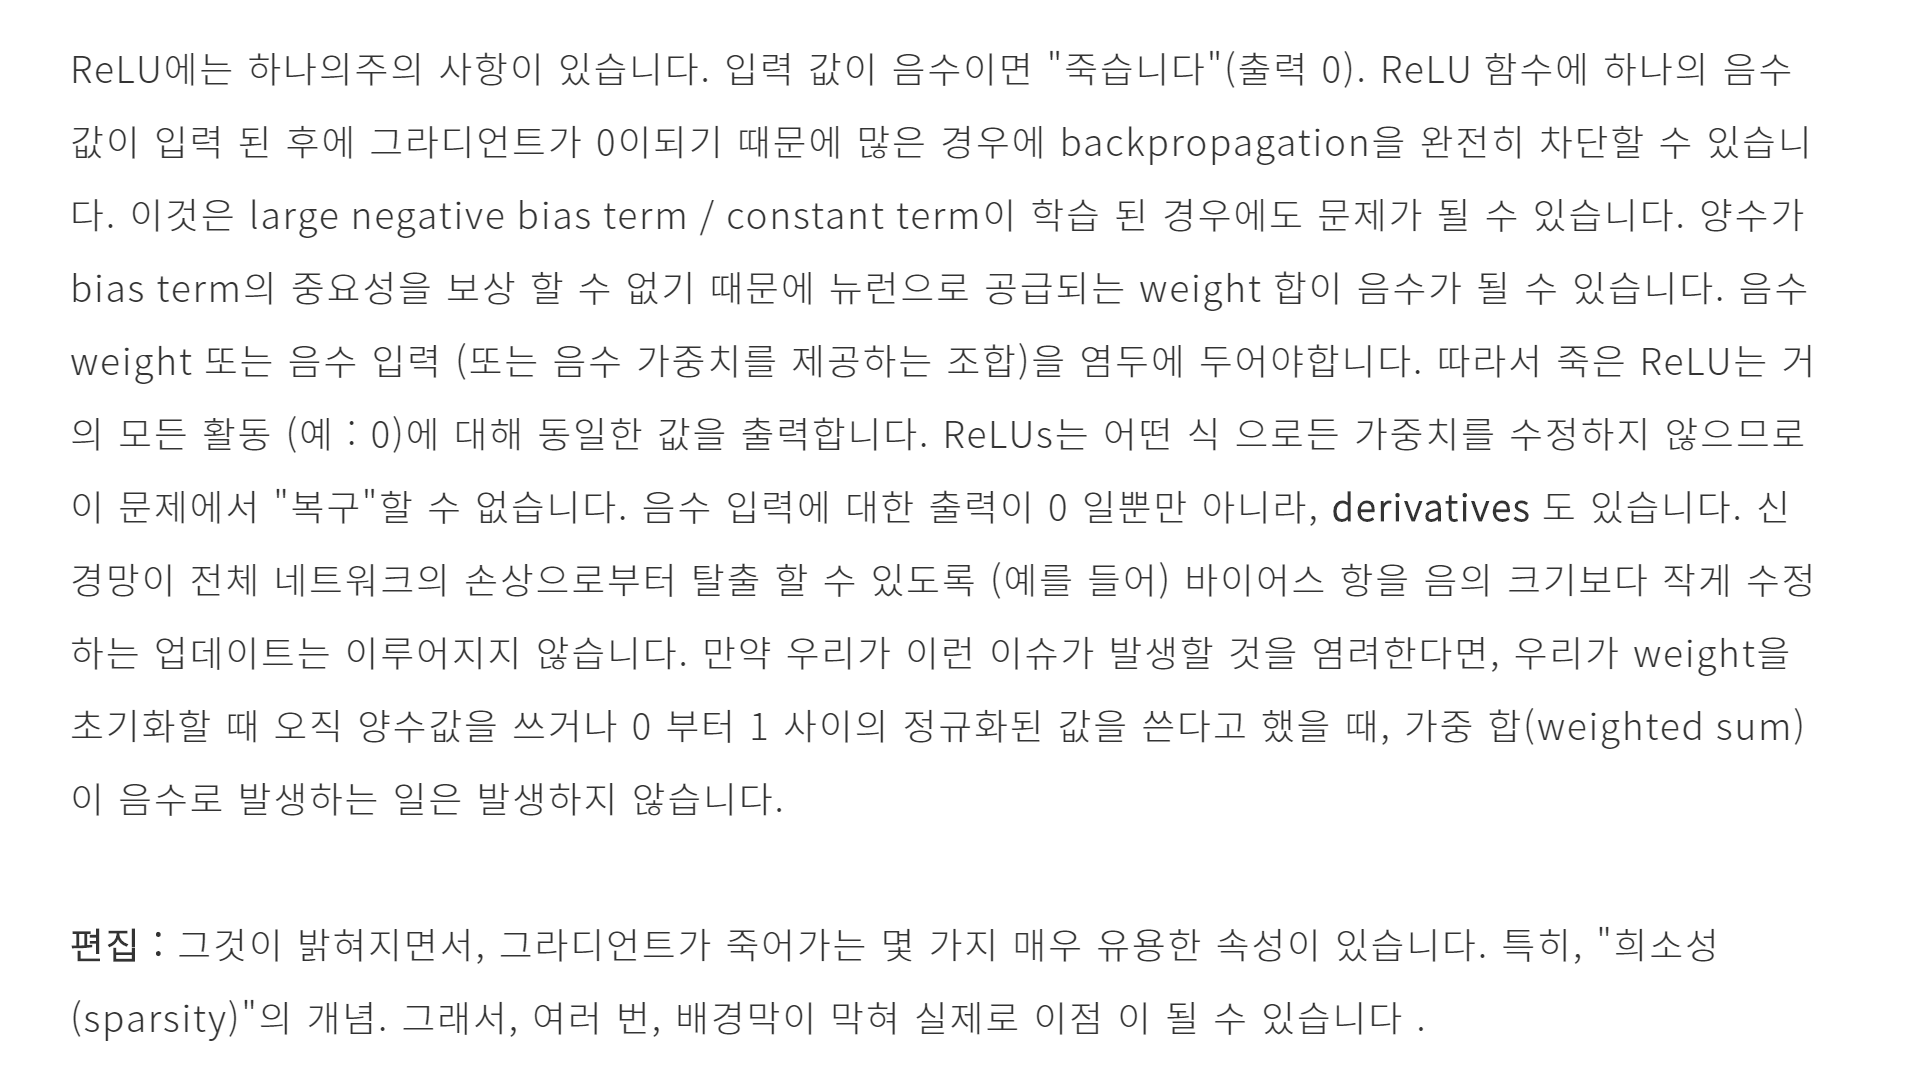 ReLU에는 하나의주의 사항이 있습니다. 입력 값이 음수이면 "죽습니다"(출력 0). ReLU 함수에 하나의 음수
값이 입력 된 후에 그라디언트가 0이되기 때문에 많은 경우에 backpropagation을 완전히 차단할 수 있습니
다. 이것은 large negative bias term / constant term이 학습 된 경우에도 문제가 될 수 있습니다. 양수가
bias term의 중요성을 보상 할 수 없기 때문에 뉴런으로 공급되는 weight 합이 음수가 될 수 있습니다. 음수
weight 또는 음수 입력 (또는 음수 가중치를 제공하는 조합)을 염두에 두어야합니다. 따라서 죽은 ReLU는 거
의 모든 활동 (예 : 0)에 대해 동일한 값을 출력합니다. ReLUs는 어떤 식 으로든 가중치를 수정하지 않으므로
이 문제에서 "복구"할 수 없습니다. 음수 입력에 대한 출력이 0 일뿐만 아니라, derivatives 도 있습니다. 신
경망이 전체 네트워크의 손상으로부터 탈출 할 수 있도록 (예를 들어) 바이어스 항을 음의 크기보다 작게 수정
하는 업데이트는 이루어지지 않습니다. 만약 우리가 이런 이슈가 발생할 것을 염려한다면, 우리가 weight을
초기화할 때 오직 양수값을 쓰거나 0 부터 1 사이의 정규화된 값을 쓴다고 했을 때, 가중 합(weighted sum)
이 음수로 발생하는 일은 발생하지 않습니다.
편집 : 그것이 밝혀지면서, 그라디언트가 죽어가는 몇 가지 매우 유용한 속성이 있습니다. 특히, "희소성
(sparsity)"의 개념. 그래서, 여러 번, 배경막이 막혀 실제로 이점 이 될 수 있습니다 .